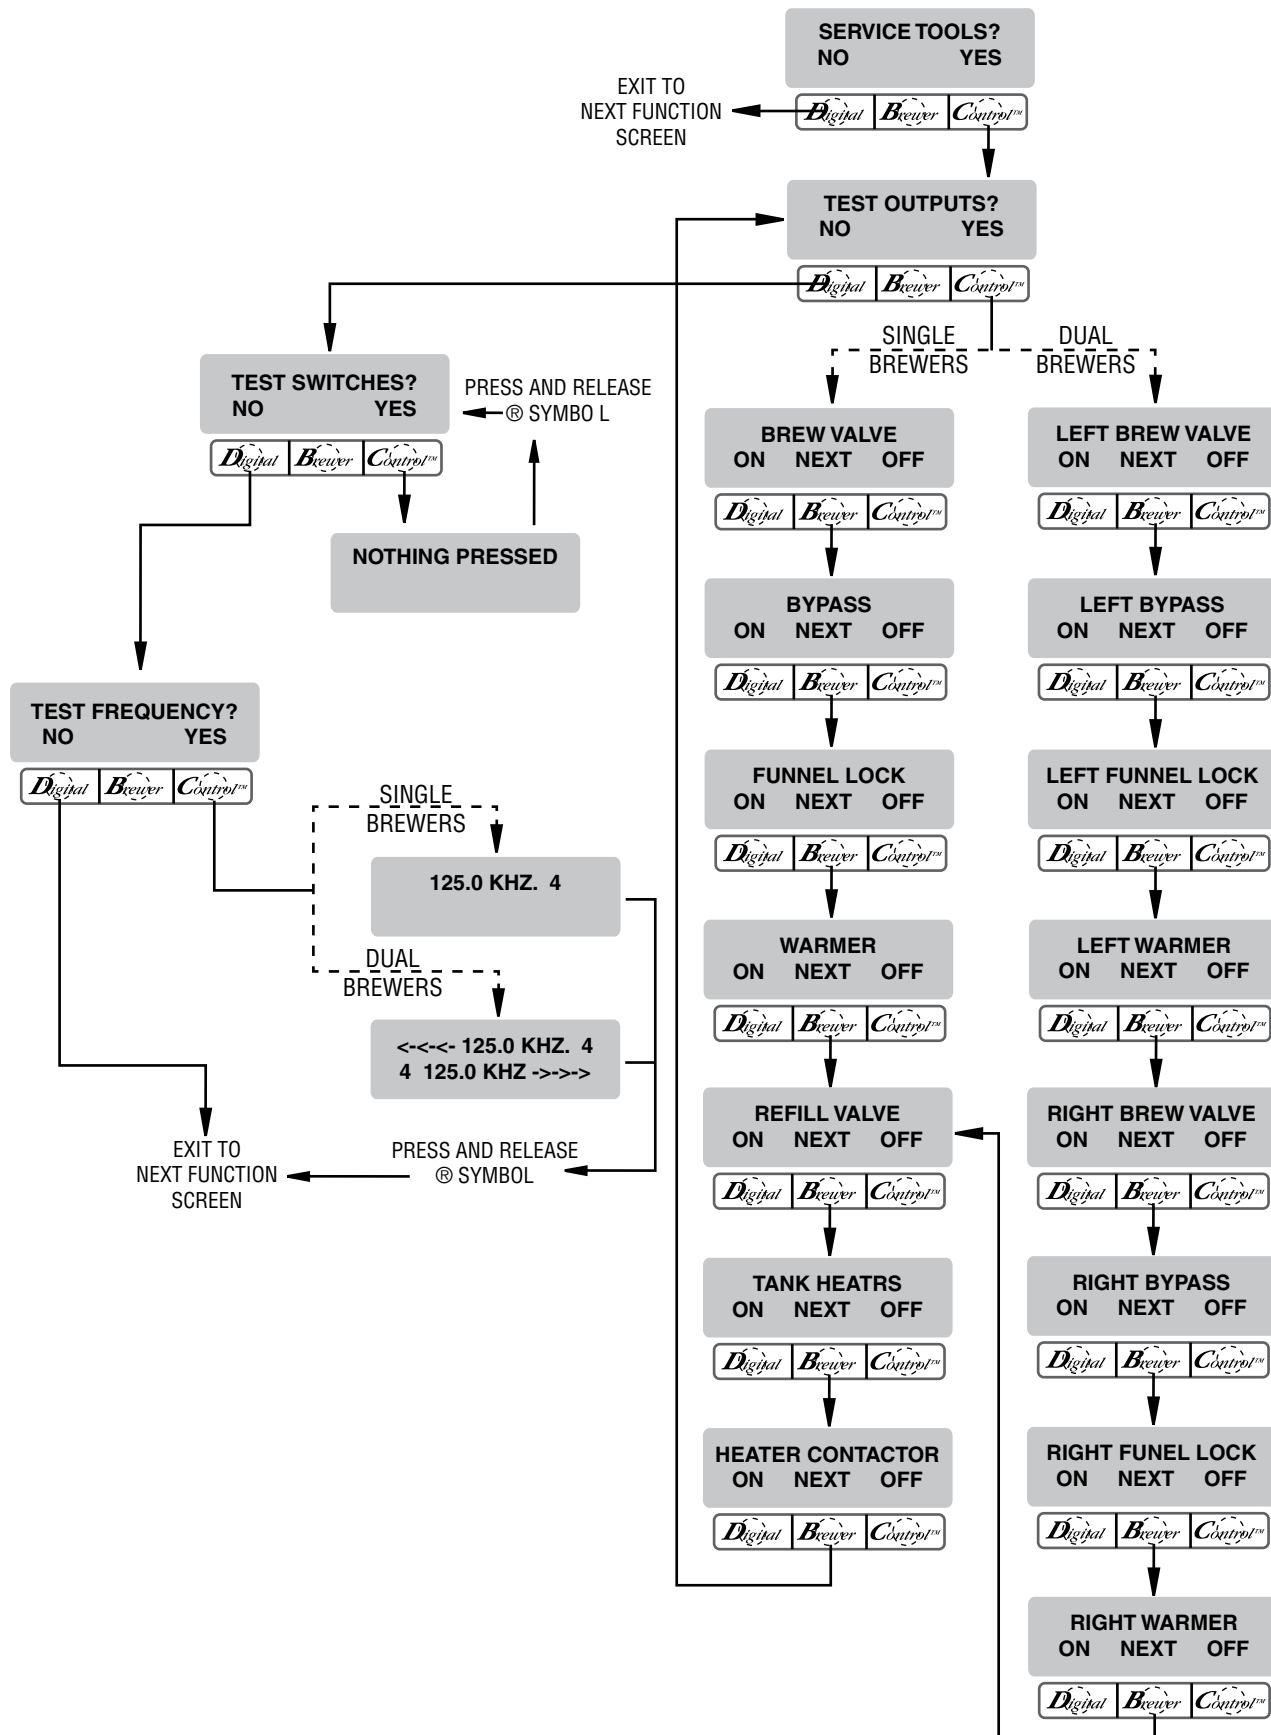 SERVICE TOOLS?
NO YES
EXIT TO
NEXT FUNCTION
SCREEN
Digital Brewer Control™
TEST OUTPUTS?
NO YES
Digital Brewer Control™
SINGLE
BREWERS
DUAL
BREWERS
TEST SWITCHES?
NO YES
Digital Brewer Control™
PRESS AND RELEASE
® SYMBO L
NOTHING PRESSED
TEST FREQUENCY?
NO YES
Digital Brewer Control™
SINGLE
BREWERS
125.0 KHZ. 4
DUAL
BREWERS
<-<-<- 125.0 KHZ. 4
4 125.0 KHZ ->->->
PRESS AND RELEASE
® SYMBOL
EXIT TO
NEXT FUNCTION
SCREEN
BREW VALVE
ON NEXT OFF
Digital Brewer Control™
BYPASS
ON NEXT OFF
Digital Brewer Control™
FUNNEL LOCK
ON NEXT OFF
Digital Brewer Control™
WARMER
ON NEXT OFF
Digital Brewer Control™
REFILL VALVE
ON NEXT OFF
Digital Brewer Control™
TANK HEATRS
ON NEXT OFF
Digital Brewer Control™
HEATER CONTACTOR
ON NEXT OFF
Digital Brewer Control™
LEFT BREW VALVE
ON NEXT OFF
Digital Brewer Control™
LEFT BYPASS
ON NEXT OFF
Digital Brewer Control™
LEFT FUNNEL LOCK
ON NEXT OFF
Digital Brewer Control™
LEFT WARMER
ON NEXT OFF
Digital Brewer Control™
RIGHT BREW VALVE
ON NEXT OFF
Digital Brewer Control™
RIGHT BYPASS
ON NEXT OFF
Digital Brewer Control™
RIGHT FUNEL LOCK
ON NEXT OFF
Digital Brewer Control™
RIGHT WARMER
ON NEXT OFF
Digital Brewer Control™